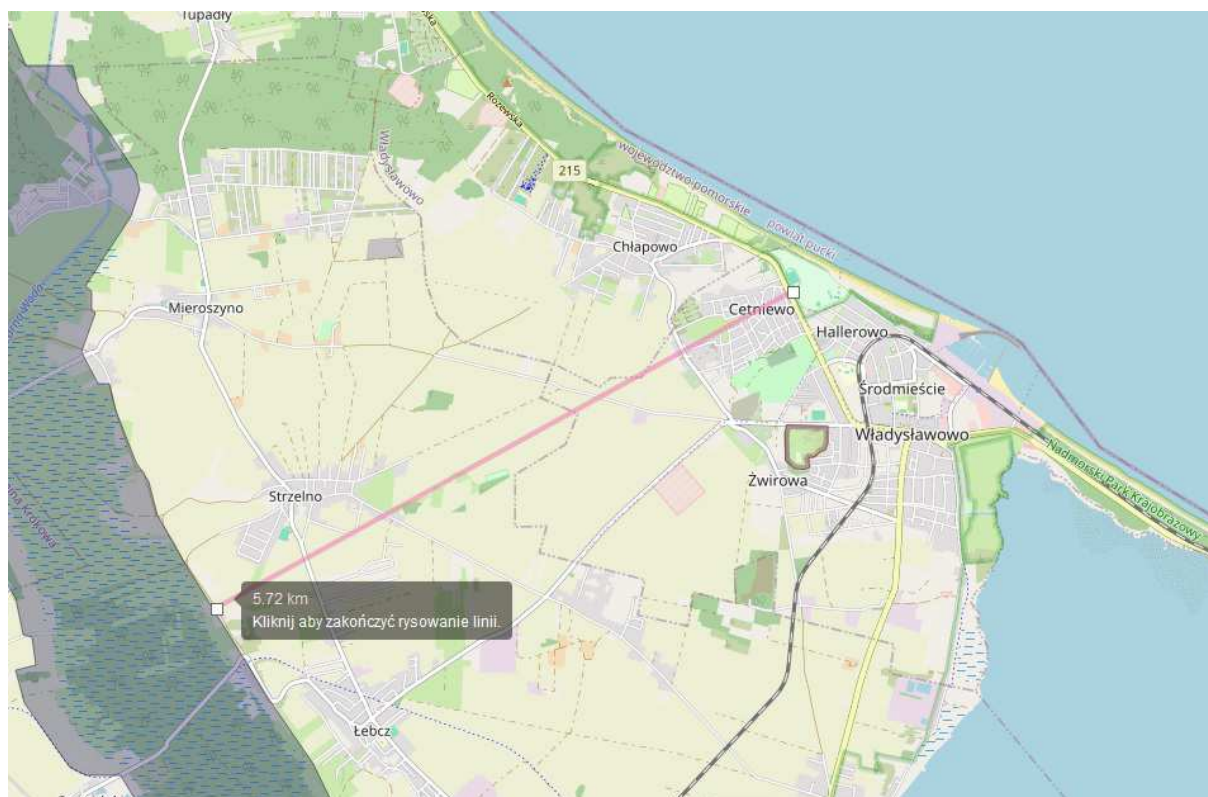 Tupadły
Rozewska
215
województwo pomorskie
powiat pucki
Władysławowo
Chłapowo
Mieroszyno
Cetniewo
Hallerowo
Środmieście
Władysławowo
Żwirowa
Nadmorski Park Krajobrazowy
Strzelno
5.72 km
Kliknij aby zakończyć rysowanie linii.
Łebcz